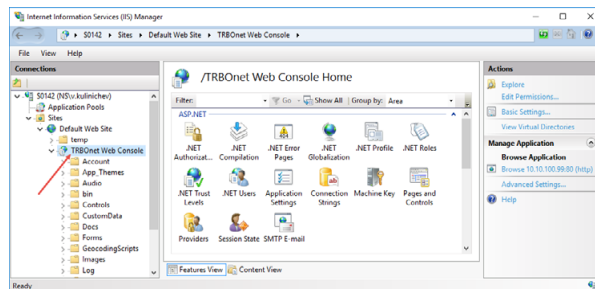 Internet Information Services (IIS) Manager
S0142 Sites Default Web Site TRBOnet Web Console
File View Help
Connections
S0142 (NS\v.kulinichev)
Application Pools
Sites
Default Web Site
temp
TRBOnet Web Console
Account
App_Themes
Audio
bin
Controls
CustomData
Docs
Forms
GeocodingScripts
Images
Log
/TRBOnet Web Console Home
Filter: Go Show All Group by: Area
ASP.NET
.NET Authorizat...
.NET Compilation
.NET Error Pages
.NET Globalization
.NET Profile
.NET Roles
.NET Trust Levels
.NET Users
Application Settings
Connection Strings
Machine Key
Pages and Controls
Providers
Session State
SMTP E-mail
Features View Content View
Actions
Explore
Edit Permissions...
Basic Settings...
View Virtual Directories
Manage Application
Browse Application
Browse 10.10.100.99:80 (http)
Advanced Settings...
Help
Ready